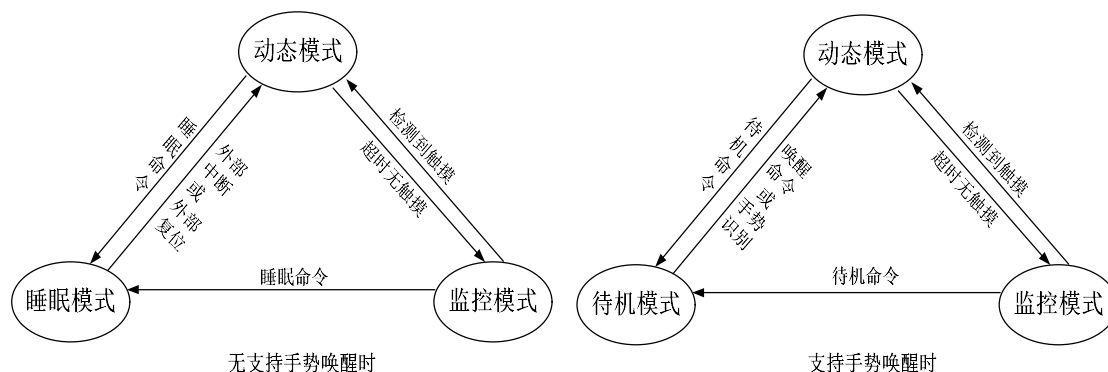 动态模式
睡眠命令
外部中断或外部复位
检测到触摸
超时无触摸
睡眠模式
睡眠命令
监控模式
无支持手势唤醒时
动态模式
待机命令
唤醒命令或手势识别
检测到触摸
超时无触摸
待机模式
待机命令
监控模式
支持手势唤醒时